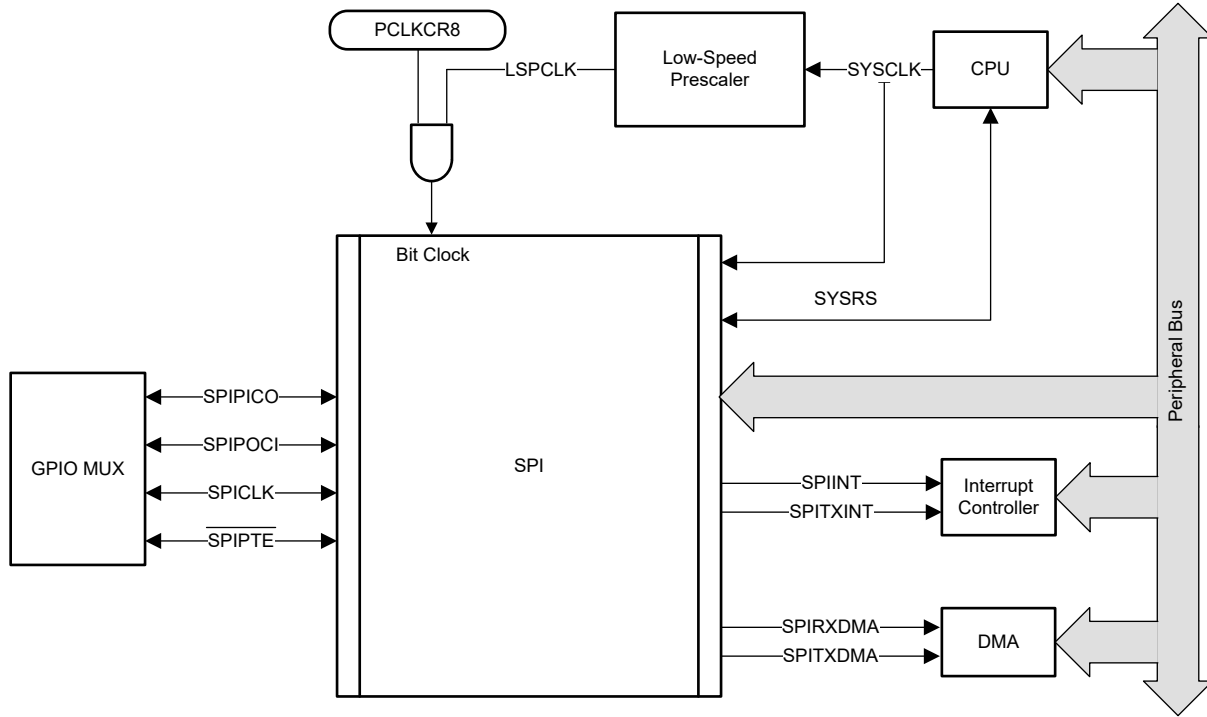 PCLKCR8
LSPCLK
Low-Speed
Prescaler
SYSCLK
CPU
Bit Clock
SYSRS
Peripheral Bus
GPIO MUX
SPIPICO
SPIPOCI
SPICLK
SPIPTE
SPI
SPIINT
SPITXINT
Interrupt
Controller
SPIRXDMA
SPITXDMA
DMA